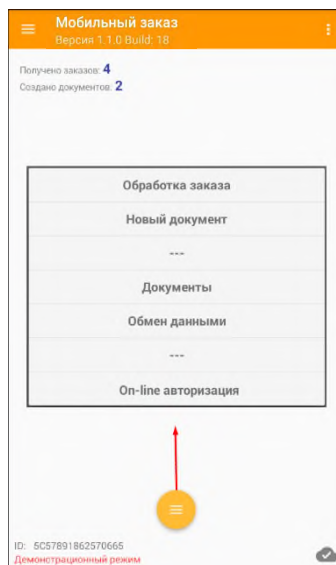 Мобильный заказ
Версия 1.1.0 Build: 18
Получено заказов: 4
Создано документов: 2
Обработка заказа
Новый документ
---
Документы
Обмен данными
---
On-line авторизация
ID: 5C57891862570665
Демонстрационный режим